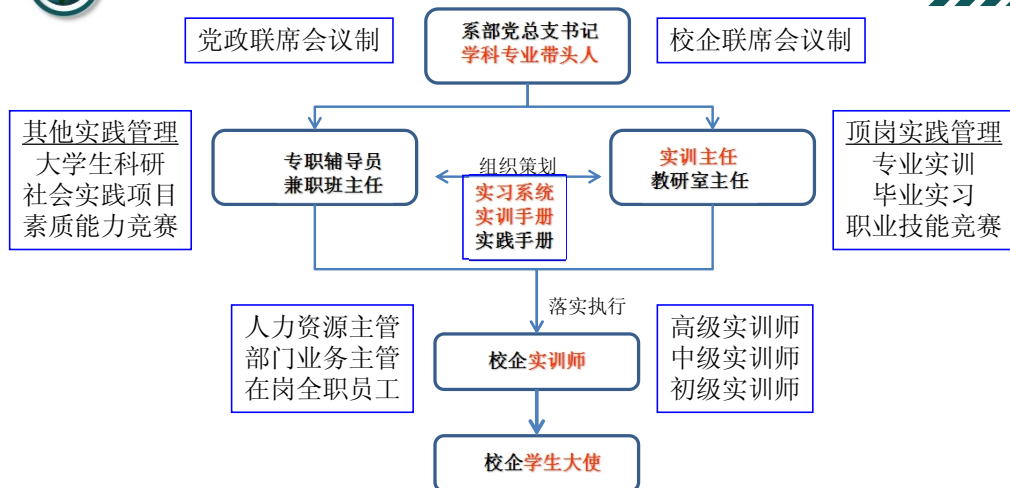 党政联席会议制
系部党总支书记
学科专业带头人
校企联席会议制
其他实践管理
大学生科研
社会实践项目
素质能力竞赛
专职辅导员
兼职班主任
组织策划
实习系统
实训手册
实践手册
实训主任
教研室主任
顶岗实践管理
专业实训
毕业实习
职业技能竞赛
落实执行
人力资源主管
部门业务主管
在岗全职员工
校企实训师
高级实训师
中级实训师
初级实训师
校企学生大使